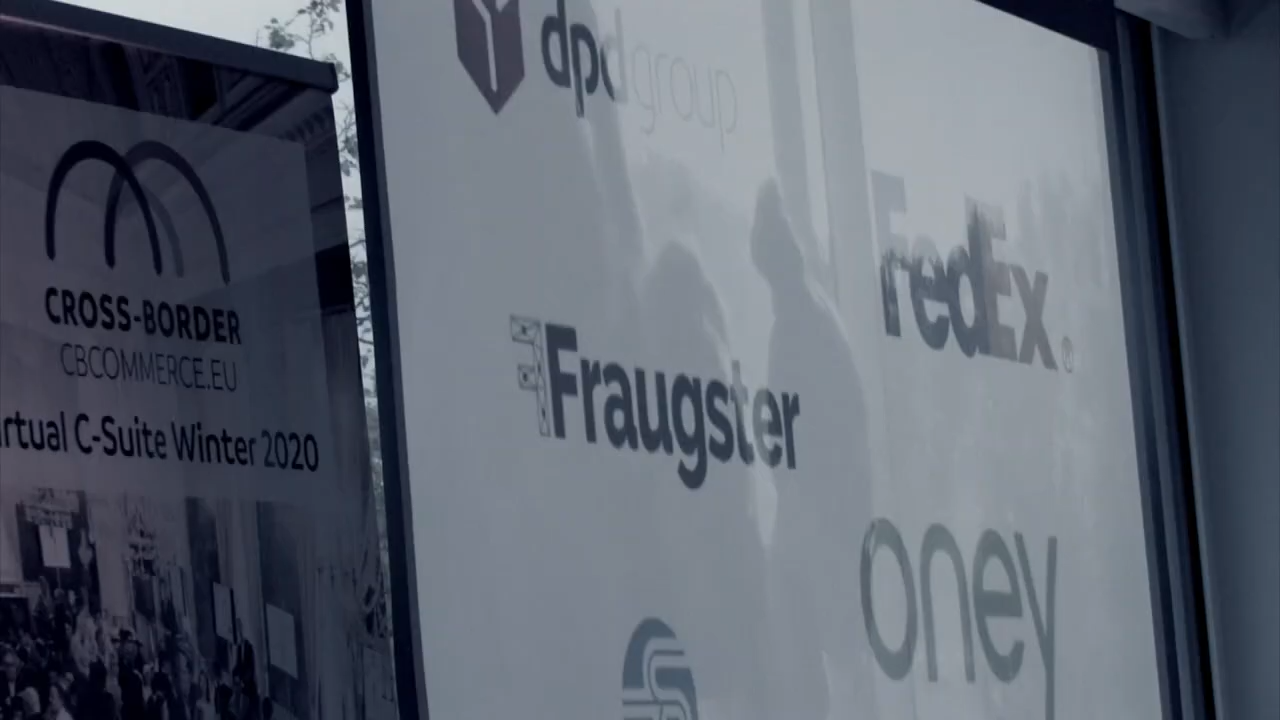 CROSS-BORDER
CBCOMMERCE.EU
rtual C-Suite Winter 2020
dpdgroup
FedEx®
Fraugster
oney